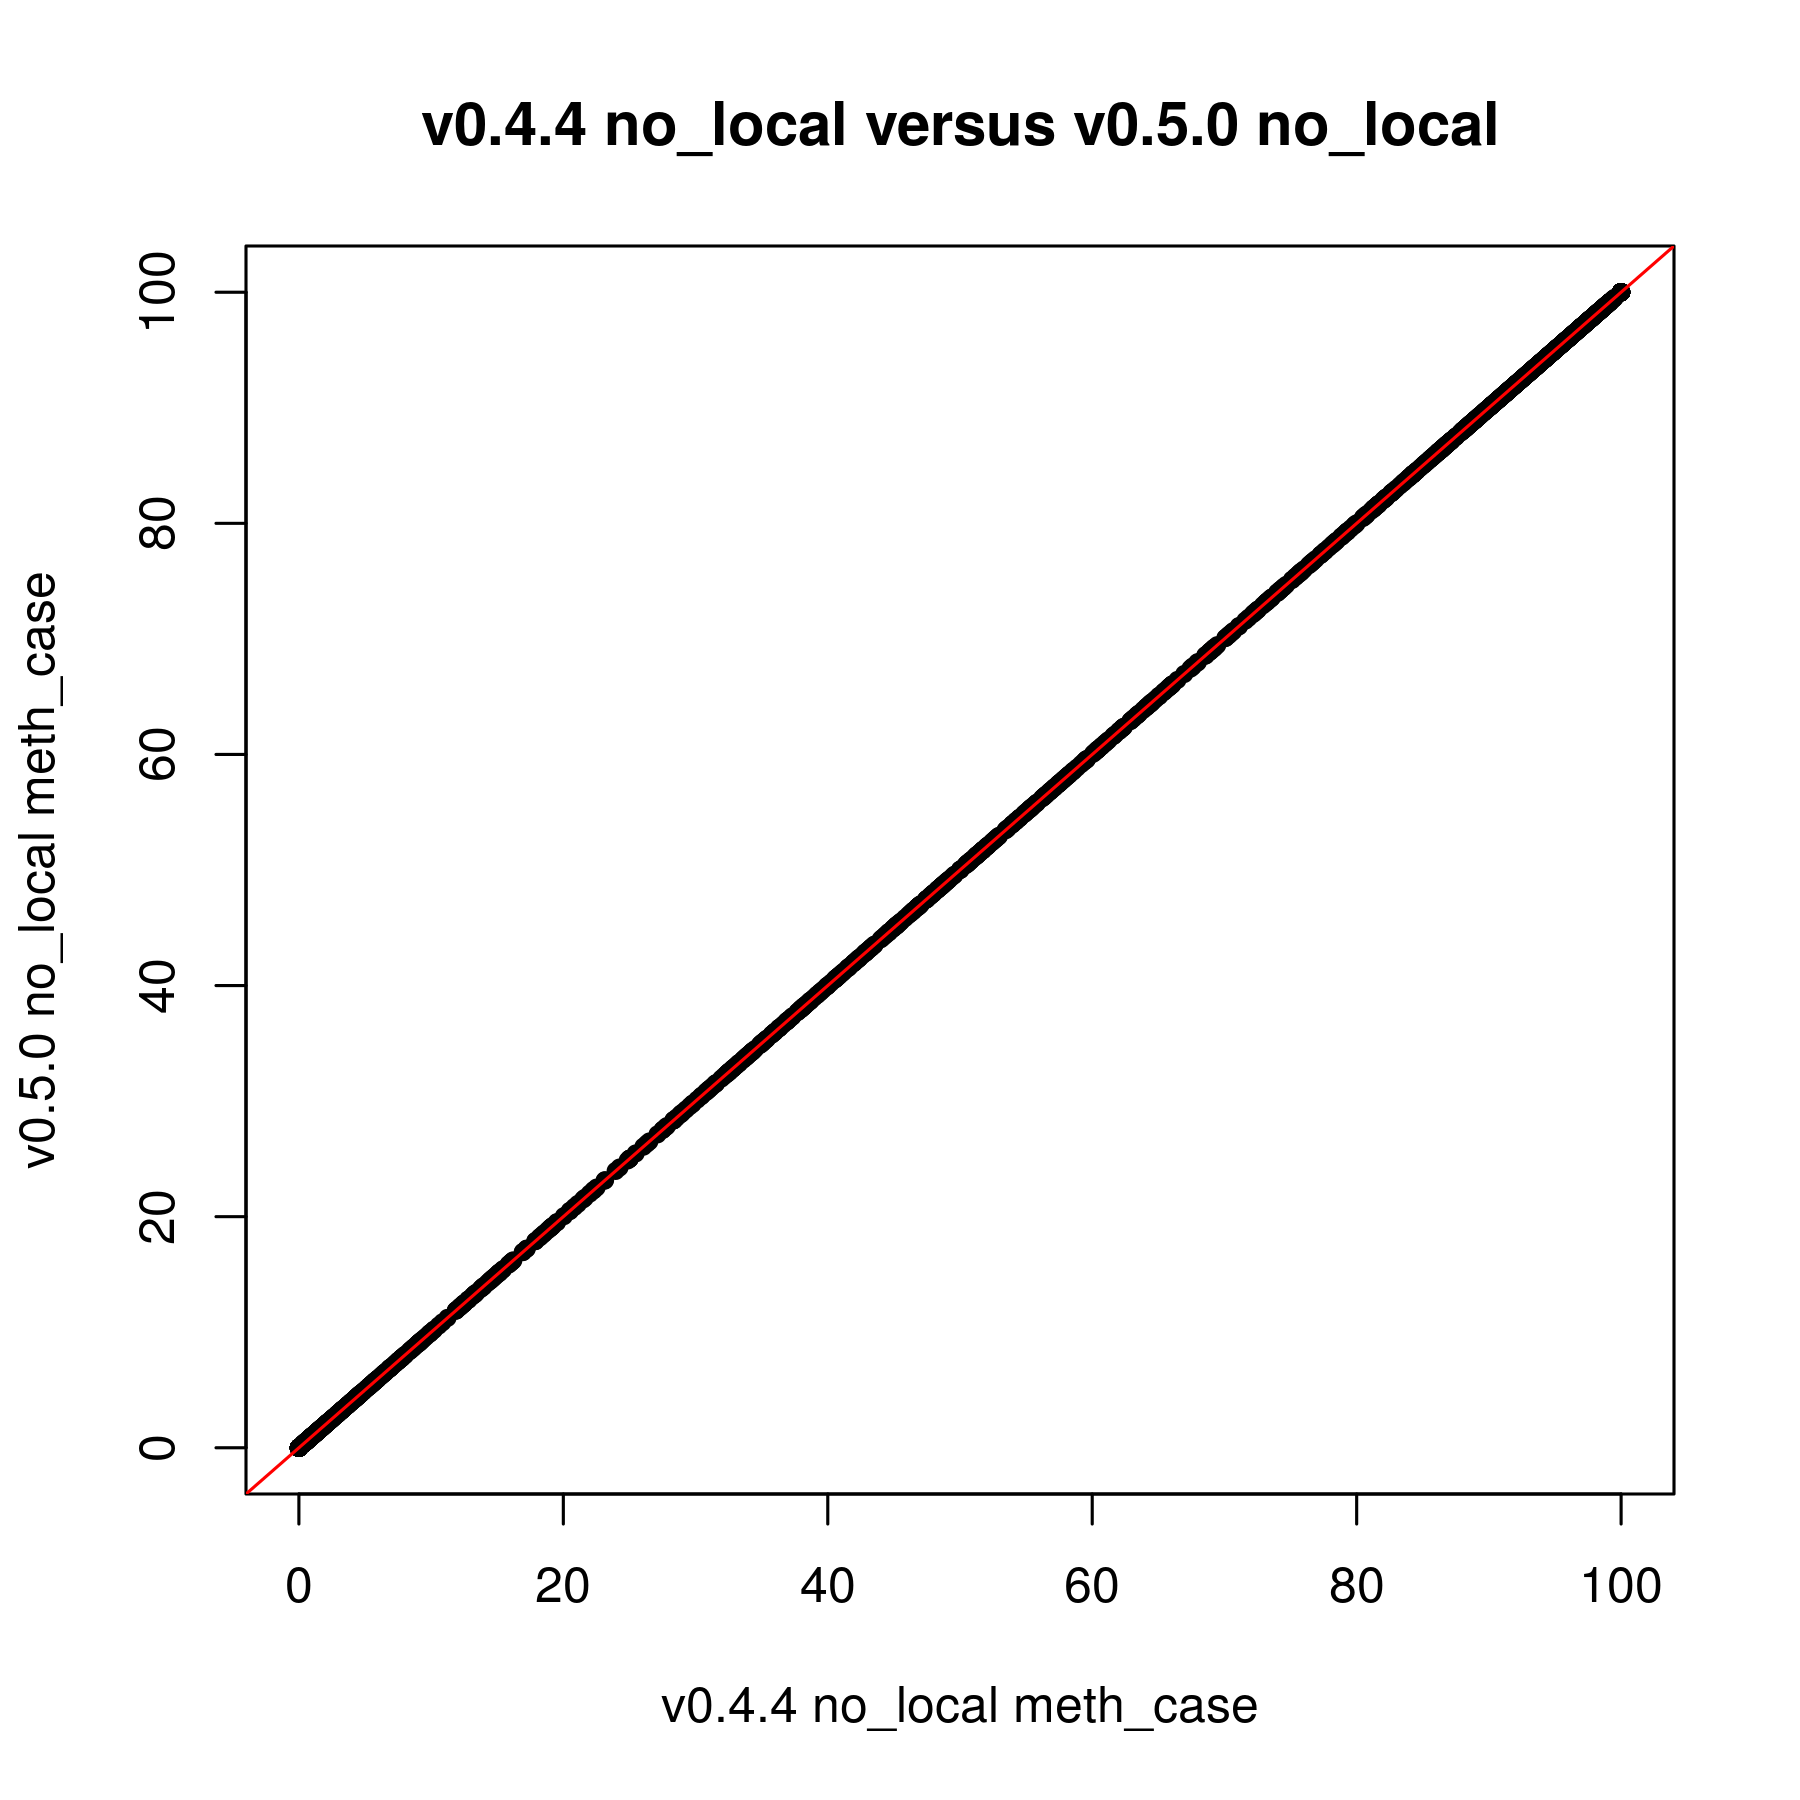 v0.4.4 no_local versus v0.5.0 no_local
v0.5.0 no_local meth_case
100
80
60
40
20
0
0 20 40 60 80 100
v0.4.4 no_local meth_case